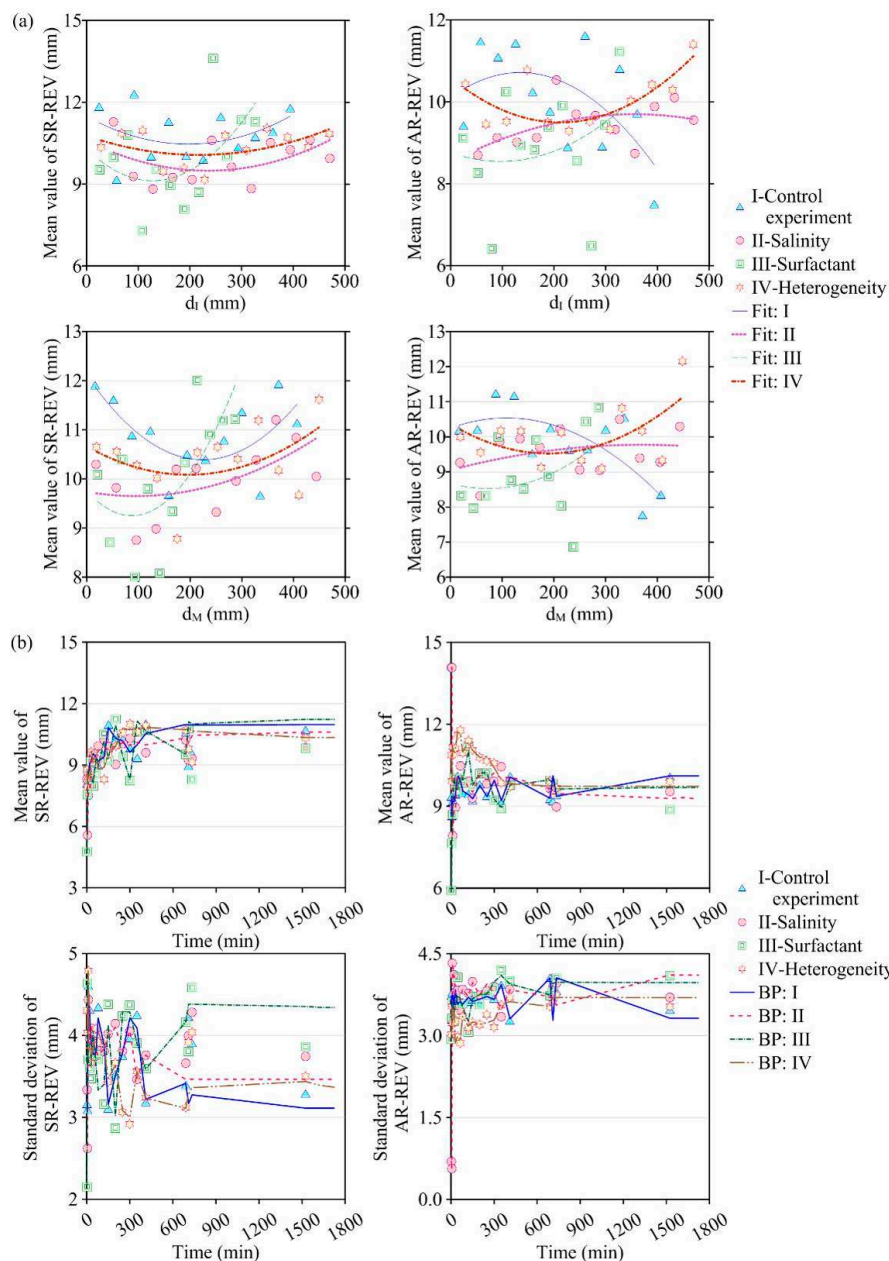 (a)
15
12
9
6
0
100
200
300
400
500
Mean value of SR-REV (mm)
d_I (mm)
12
10
8
6
0
100
200
300
400
500
Mean value of AR-REV (mm)
d_I (mm)
I-Control
experiment
II-Salinity
III-Surfactant
IV-Heterogeneity
Fit: I
Fit: II
Fit: III
Fit: IV
13
12
11
10
9
8
0
100
200
300
400
500
Mean value of SR-REV (mm)
d_M (mm)
13
12
11
10
9
8
7
6
0
100
200
300
400
500
Mean value of AR-REV (mm)
d_M (mm)
(b)
15
12
9
6
3
0
300
600
900
1200
1500
1800
Mean value of
SR-REV (mm)
Time (min)
15
12
9
6
0
300
600
900
1200
1500
1800
Mean value of
AR-REV (mm)
Time (min)
I-Control
experiment
II-Salinity
III-Surfactant
IV-Heterogeneity
BP: I
BP: II
BP: III
BP: IV
5
4
3
2
0
300
600
900
1200
1500
1800
Standard deviation of
SR-REV (mm)
Time (min)
4.5
3.0
1.5
0.0
0
300
600
900
1200
1500
1800
Standard deviation of
AR-REV (mm)
Time (min)